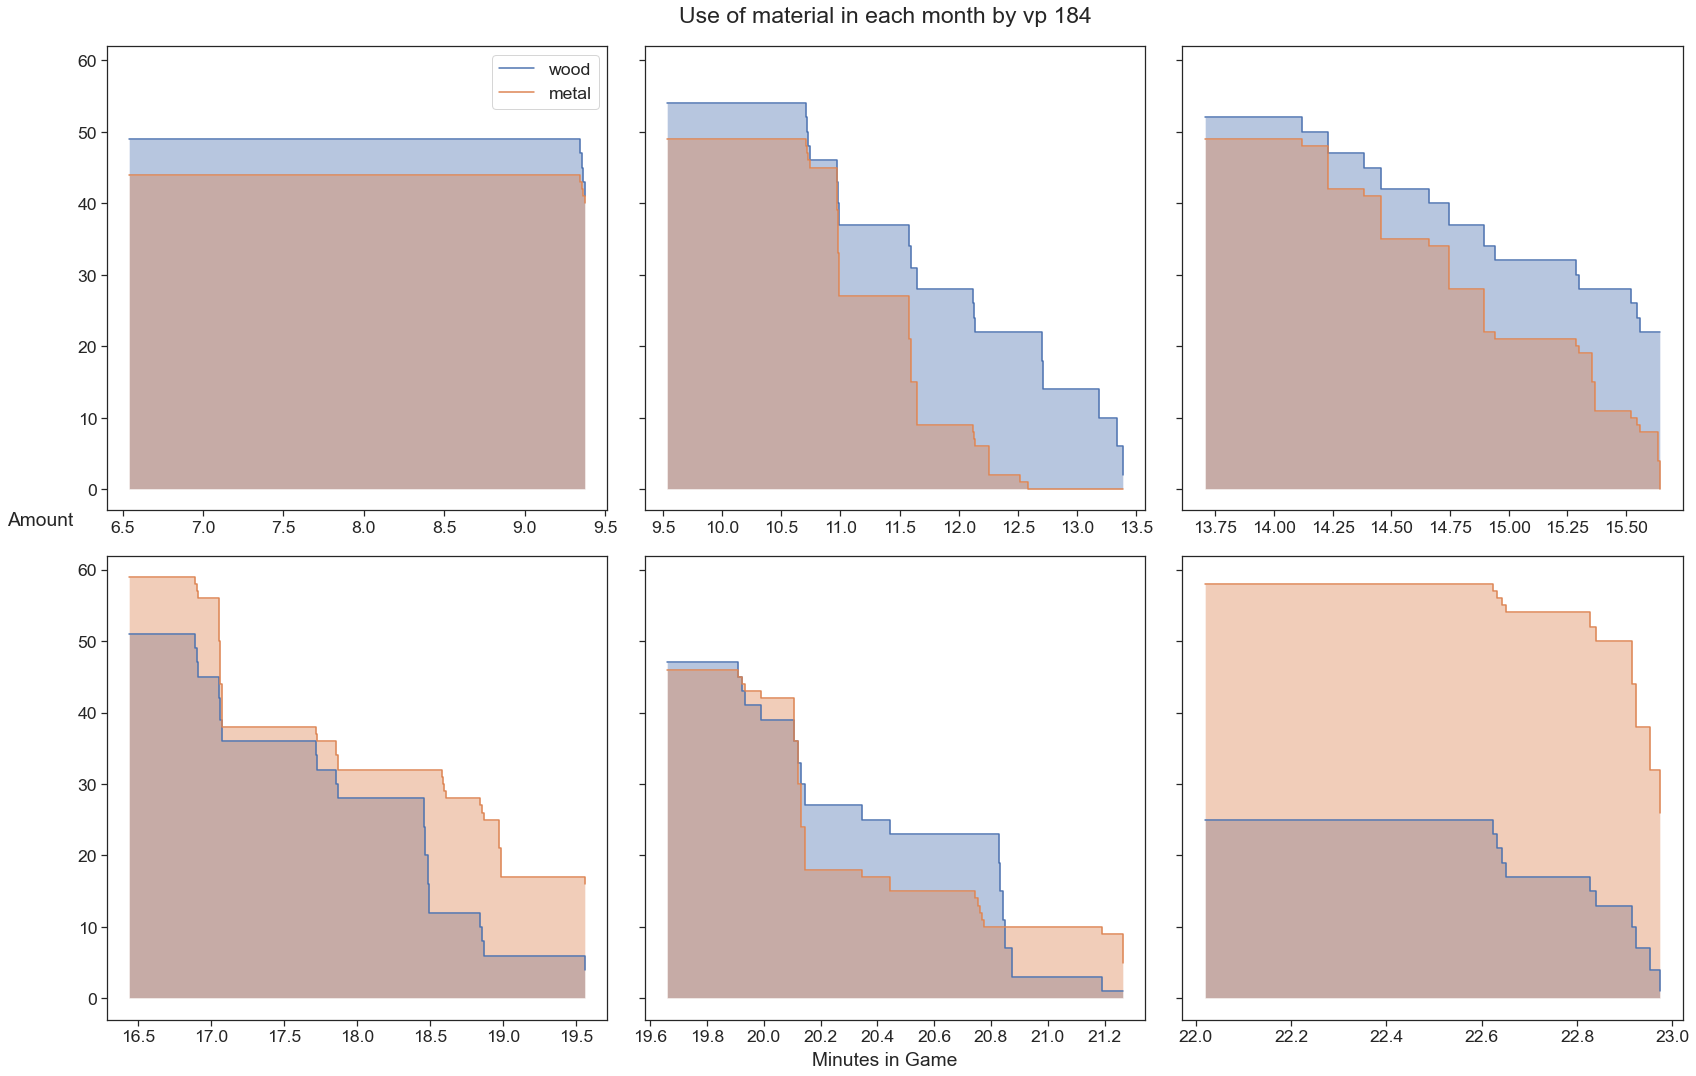 Use of material in each month by vp 184
wood
metal
60
50
40
30
20
10
0
6.5 7.0 7.5 8.0 8.5 9.0 9.5
9.5 10.0 10.5 11.0 11.5 12.0 12.5 13.0 13.5
13.75 14.00 14.25 14.50 14.75 15.00 15.25 15.50
Amount
60
50
40
30
20
10
0
16.5 17.0 17.5 18.0 18.5 19.0 19.5
19.6 19.8 20.0 20.2 20.4 20.6 20.8 21.0 21.2
22.0 22.2 22.4 22.6 22.8 23.0
Minutes in Game